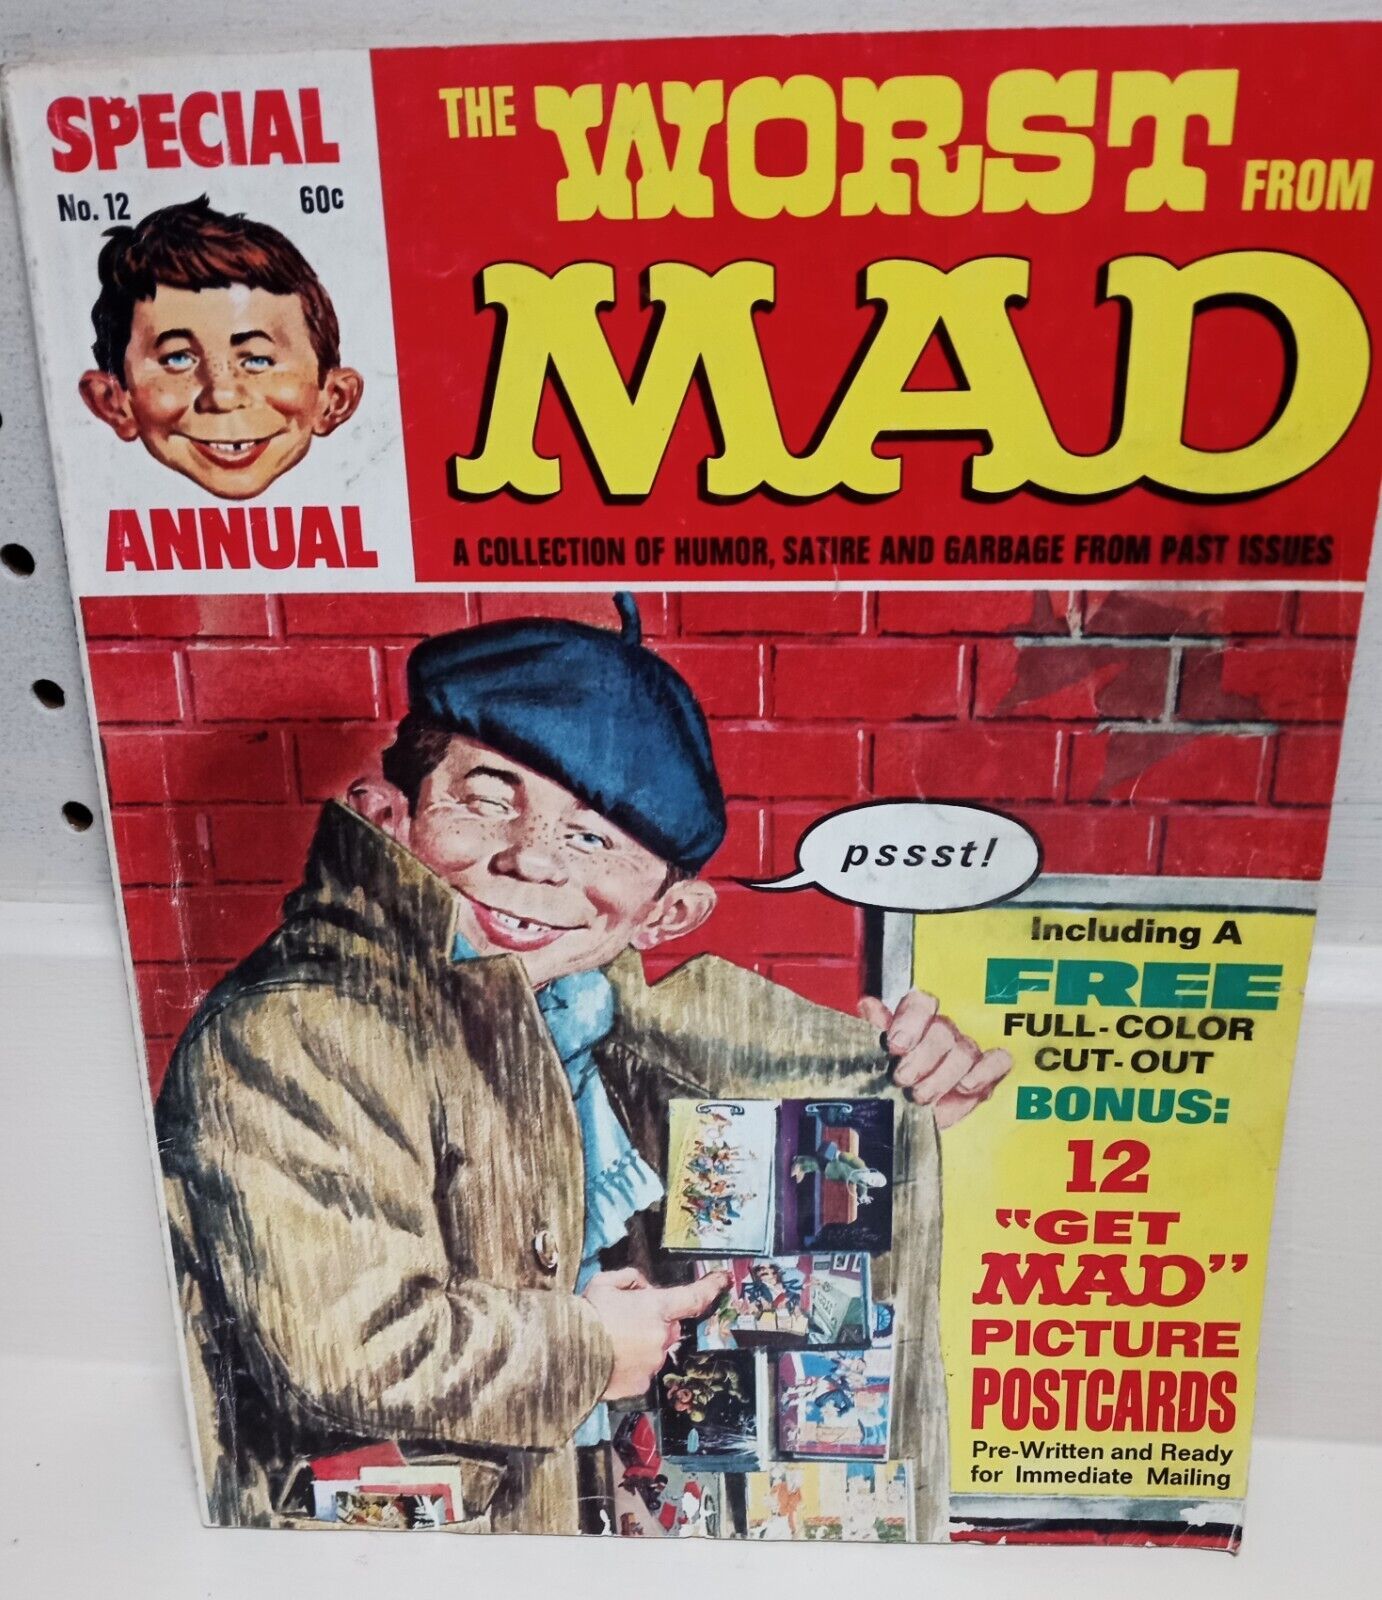 SPECIAL
No. 12 60c
ANNUAL
THE WORST FROM
MAD
A COLLECTION OF HUMOR, SATIRE AND GARBAGE FROM PAST ISSUES
pssst!
Including A
FREE
FULL-COLOR
CUT-OUT
BONUS:
12
"GET
MAD"
PICTURE
POSTCARDS
Pre-Written and Ready
for Immediate Mailing